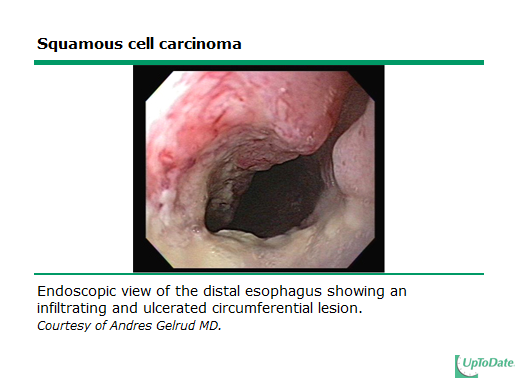 Squamous cell carcinoma
Endoscopic view of the distal esophagus showing an
infiltrating and ulcerated circumferential lesion.
Courtesy of Andres Gelrud MD.
UpToDate